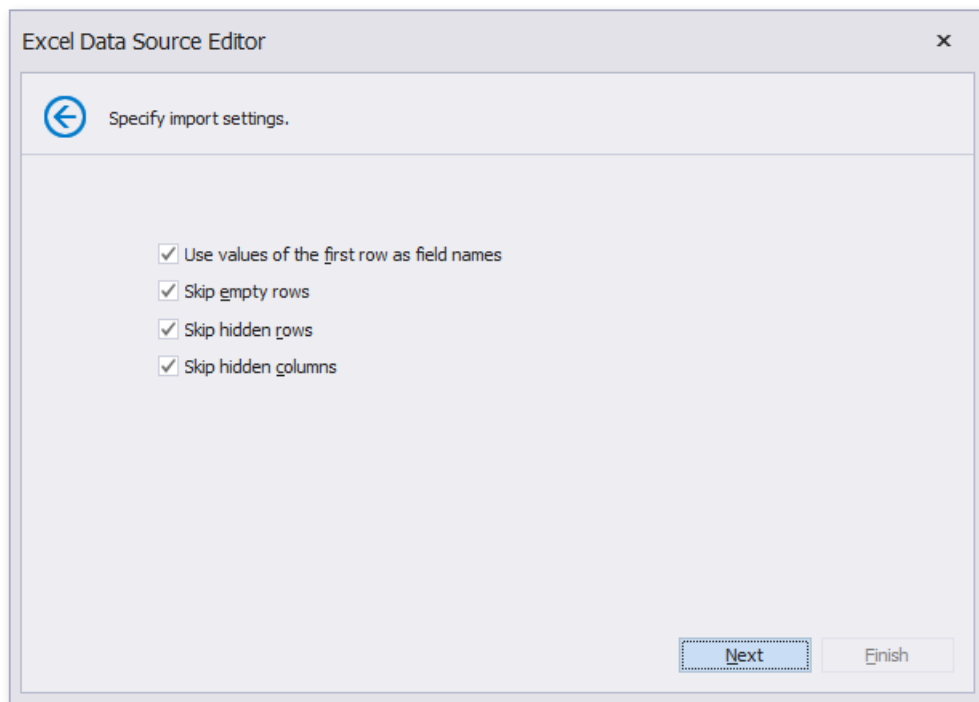 Excel Data Source Editor
Specify import settings.
Use values of the first row as field names
Skip empty rows
Skip hidden rows
Skip hidden columns
Next Finish